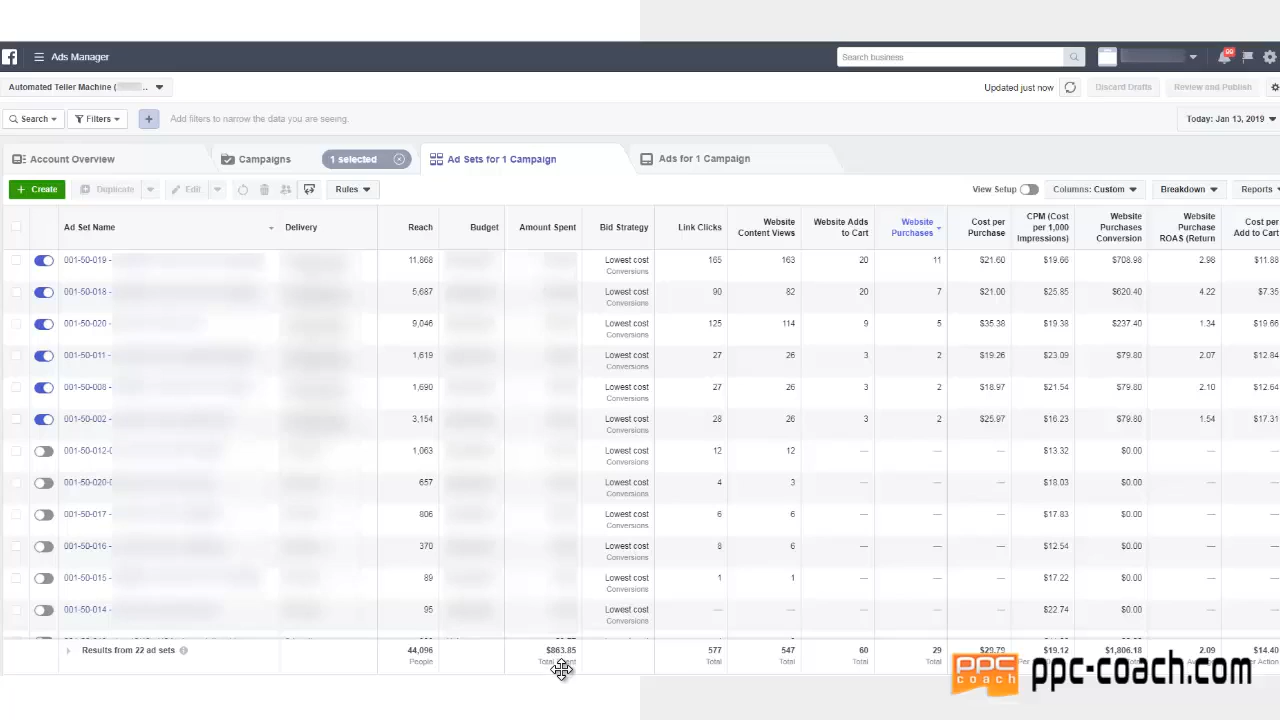 f ☰ Ads Manager Search business 99
Automated Teller Machine ( ... Updated just now Discard Drafts Review and Publish
Search Filters + Add filters to narrow the data you are seeing. Today: Jan 13, 2019
Account Overview Campaigns 1 selected Ad Sets for 1 Campaign Ads for 1 Campaign
+ Create Duplicate Edit Rules View Setup Columns: Custom Breakdown Reports
Ad Set Name Delivery Reach Budget Amount Spent Bid Strategy Link Clicks Website Content Views Website Adds to Cart Website Purchases Cost per Purchase CPM (Cost per 1,000 Impressions) Website Purchases Conversion Website Purchase ROAS (Return Cost per Add to Cart
001-50-019 - 11,868 Lowest cost 165 163 20 11 $21.60 $19.66 $708.98 2.98 $11.88
Conversions
001-50-018 - 5,687 Lowest cost 90 82 20 7 $21.00 $25.85 $620.40 4.22 $7.35
Conversions
001-50-020 - 9,046 Lowest cost 125 114 9 5 $35.38 $19.38 $237.40 1.34 $19.66
Conversions
001-50-011 - 1,619 Lowest cost 27 26 3 2 $19.26 $23.09 $79.80 2.07 $12.84
Conversions
001-50-008 - 1,690 Lowest cost 27 26 3 2 $18.97 $21.54 $79.80 2.10 $12.64
Conversions
001-50-002 - 3,154 Lowest cost 28 26 3 2 $25.97 $16.23 $79.80 1.54 $17.31
Conversions
001-50-012- 1,063 Lowest cost 12 12 — — — $13.32 $0.00 — —
Conversions
001-50-020- 657 Lowest cost 4 3 — — — $18.03 $0.00 — —
Conversions
001-50-017 - 806 Lowest cost 6 6 — — — $17.83 $0.00 — —
Conversions
001-50-016 - 370 Lowest cost 8 6 — — — $12.54 $0.00 — —
Conversions
001-50-015 - 89 Lowest cost 1 1 — — — $17.22 $0.00 — —
Conversions
001-50-014 - 95 Lowest cost — — — — — $22.74 $0.00 — —
Conversions
Results from 22 ad sets 44,096 $863.85 577 547 60 29 $29.79 $19.12 $1,806.18 2.09 $14.40
People Total Total Total Total Total
PPC coach ppc-coach.com